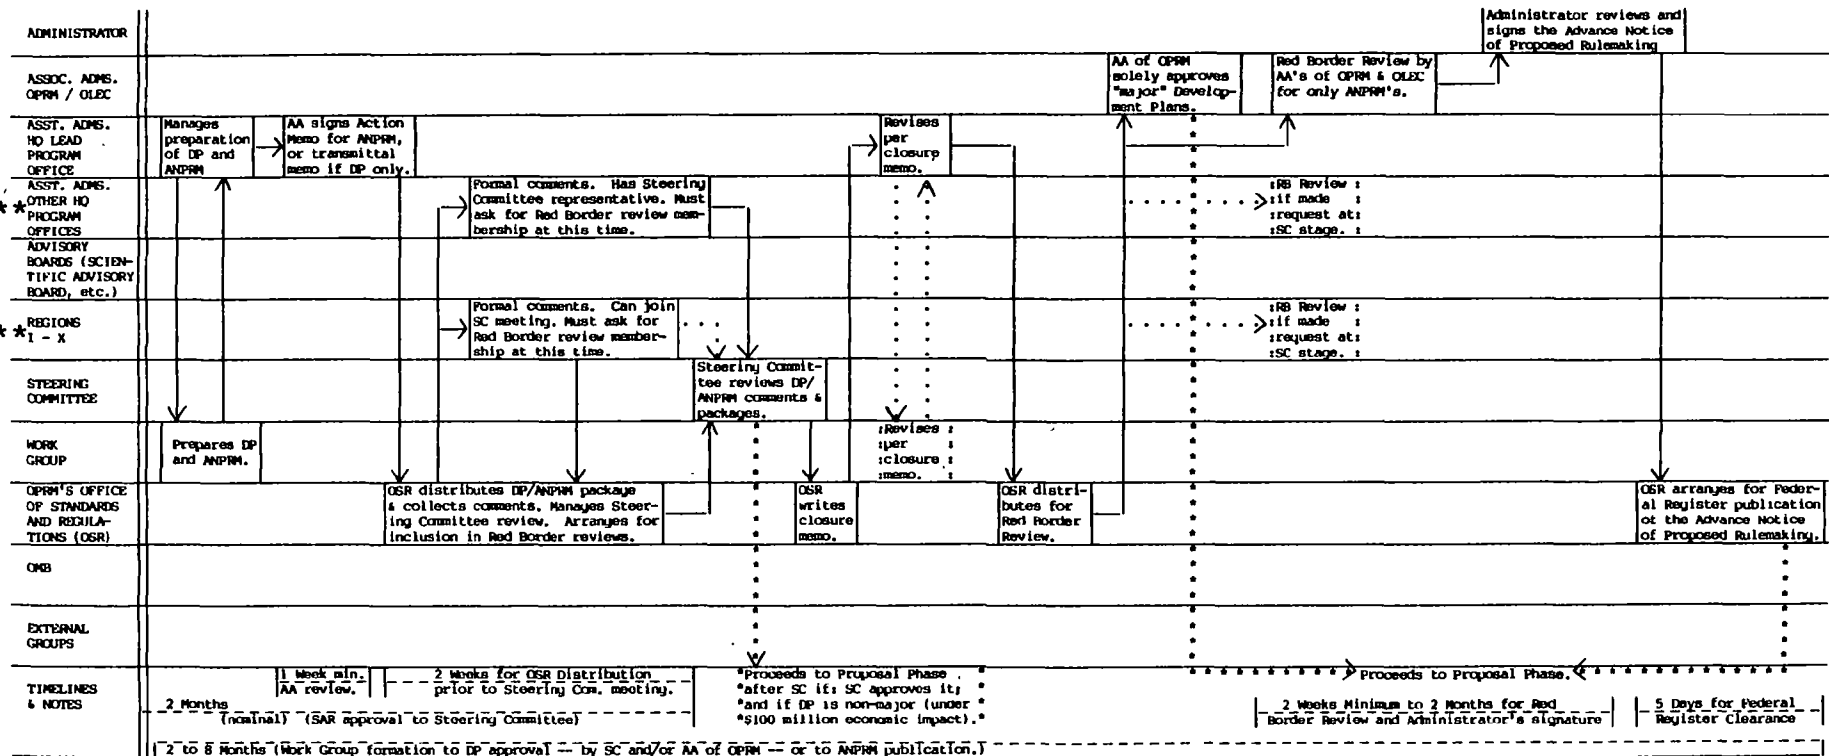 ADMINISTRATOR
Administrator reviews and
signs the Advance Notice
of Proposed Rulemaking
ASSOC. ADMS.
OPRM / OLEC
AA of OPRM
solely approves
"major" Develop-
ment Plans.
Red Border Review by
AA's of OPRM & OLEC
for only ANPRM's.
ASST. ADMS.
HQ LEAD
PROGRAM
OFFICE
Manages
preparation
of DP and
ANPRM
AA signs Action
Memo for ANPRM,
or transmittal
memo if DP only.
Revises
per
closure
memo.
ASST. ADMS.
**OTHER HQ
PROGRAM
OFFICES
Formal comments. Has Steering
Committee representative. Must
ask for Red Border review mem-
bership at this time.
:RB Review :
:if made :
:request at:
:SC stage. :
ADVISORY
BOARDS (SCIEN-
TIFIC ADVISORY
BOARD, etc.)
**REGIONS
I - X
Formal comments. Can join
SC meeting. Must ask for
Red Border review member-
ship at this time.
:RB Review :
:if made :
:request at:
:SC stage. :
STEERING
COMMITTEE
Steering Commit-
tee reviews DP/
ANPRM comments &
packages.
WORK
GROUP
Prepares DP
and ANPRM.
:Revises :
:per :
:closure :
:memo. :
OPRM'S OFFICE
OF STANDARDS
AND REGULA-
TIONS (OSR)
OSR distributes DP/ANPRM package
& collects comments. Manages Steer-
ing Committee review. Arranges for
inclusion in Red Border reviews.
OSR
writes
closure
memo.
OSR distri-
butes for
Red Border
Review.
OSR arranges for Feder-
al Register publication
of the Advance Notice
of Proposed Rulemaking.
OMB
EXTERNAL
GROUPS
TIMELINES
& NOTES
1 Week min.
AA review.
2 Weeks for OSR Distribution
prior to Steering Com. meeting.
2 Months
(nominal) (SAR approval to Steering Committee)
*Proceeds to Proposal Phase .
*after SC if: SC approves it; *
*and if DP is non-major (under *
*$100 million economic impact).*
Proceeds to Proposal Phase.
2 Weeks Minimum to 2 Months for Red
Border Review and Administrator's signature
5 Days for Federal
Register Clearance
2 to 8 Months (Work Group formation to DP approval -- by SC and/or AA of OPRM -- or to ANPRM publication.)